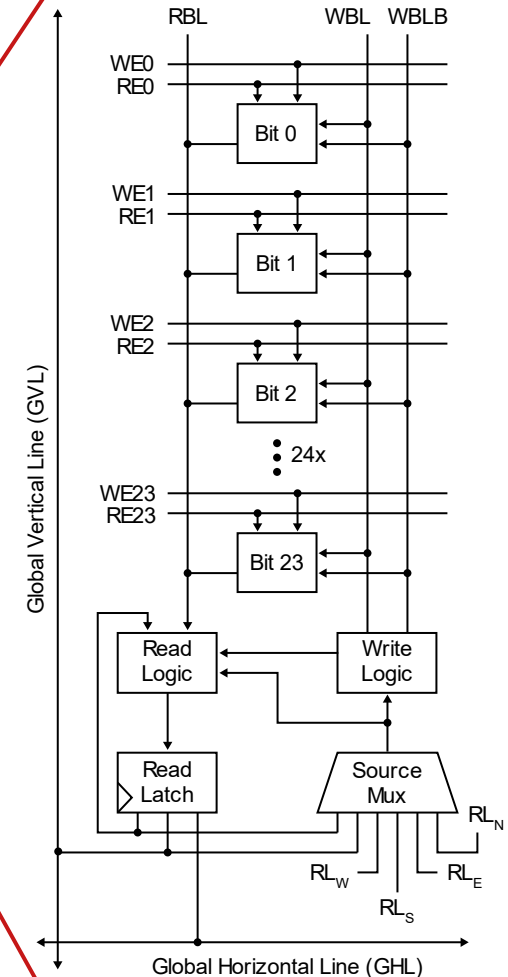 RBL WBL WBLB
WE0
RE0
Bit 0
WE1
RE1
Bit 1
WE2
RE2
Bit 2
24x
WE23
RE23
Bit 23
Global Vertical Line (GVL)
Read
Logic
Write
Logic
Read
Latch
Source
Mux
RL_N
RL_W
RL_E
RL_S
Global Horizontal Line (GHL)